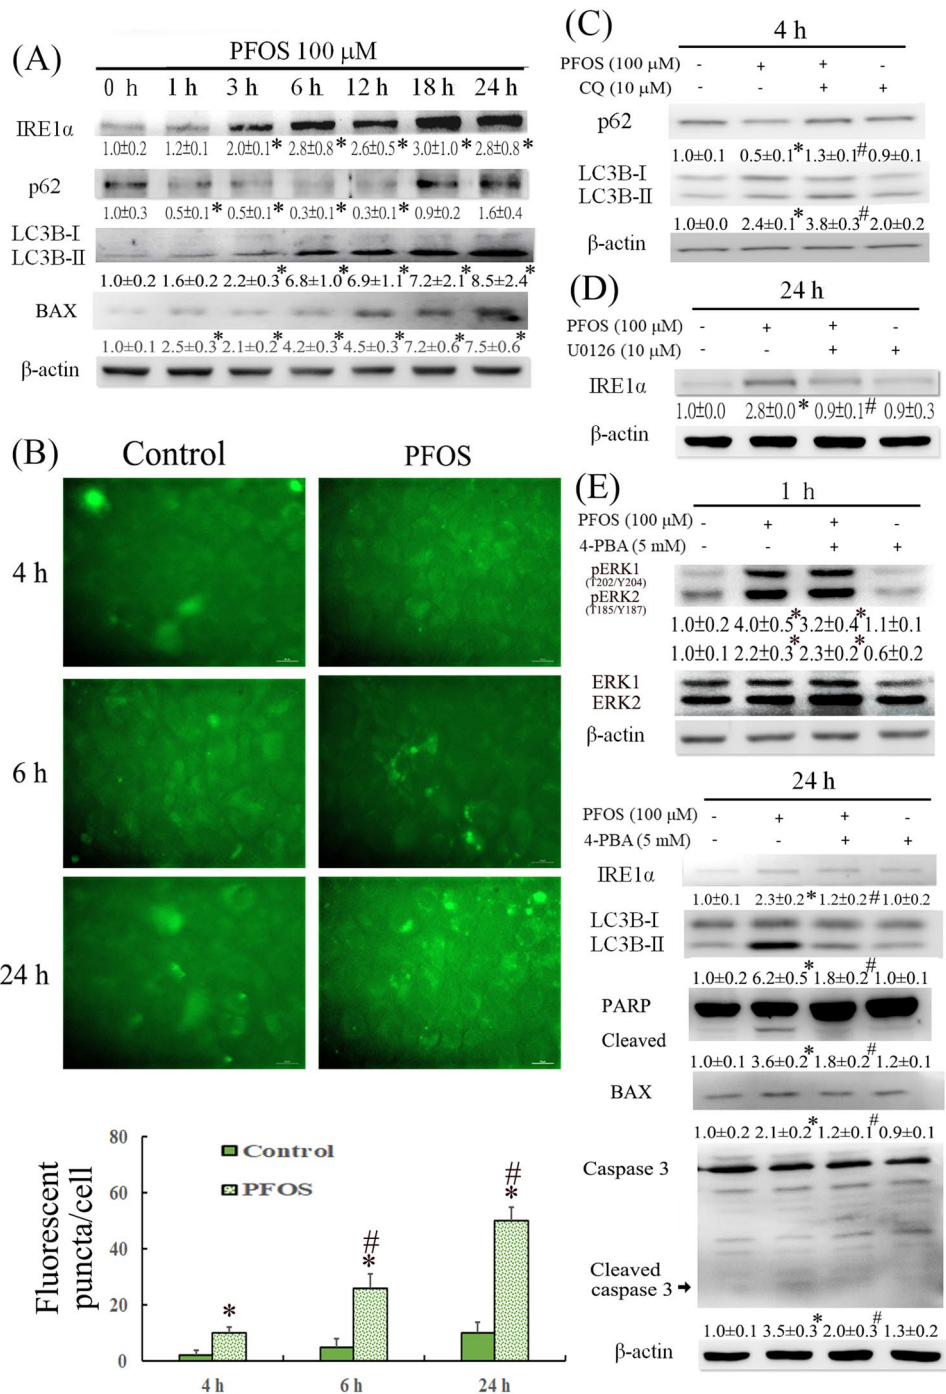 (A)
PFOS 100 µM
0 h 1 h 3 h 6 h 12 h 18 h 24 h
IRE1α
1.0±0.2 1.2±0.1 2.0±0.1* 2.8±0.8* 2.6±0.5* 3.0±1.0* 2.8±0.8*
p62
1.0±0.3 0.5±0.1* 0.5±0.1* 0.3±0.1* 0.3±0.1* 0.9±0.2 1.6±0.4
LC3B-I
LC3B-II
1.0±0.2 1.6±0.2 2.2±0.3* 6.8±1.0* 6.9±1.1* 7.2±2.1* 8.5±2.4*
BAX
1.0±0.1 2.5±0.3* 2.1±0.2* 4.2±0.3* 4.5±0.3* 7.2±0.6* 7.5±0.6*
β-actin
(B)
Control PFOS
4 h
6 h
24 h
Fluorescent
puncta/cell
80
60
40
20
0
Control
PFOS
*
#
*
#
*
4 h 6 h 24 h
(C)
4 h
PFOS (100 µM) - + + -
CQ (10 µM) - - + +
p62
1.0±0.1 0.5±0.1* 1.3±0.1# 0.9±0.1
LC3B-I
LC3B-II
1.0±0.0 2.4±0.1* 3.8±0.3# 2.0±0.2
β-actin
(D)
24 h
PFOS (100 µM) - + + -
U0126 (10 µM) - - + +
IRE1α
1.0±0.0 2.8±0.0* 0.9±0.1# 0.9±0.3
β-actin
(E)
1 h
PFOS (100 µM) - + + -
4-PBA (5 mM) - - + +
pERK1
(T202/Y204)
pERK2
(T185/Y187)
1.0±0.2 4.0±0.5* 3.2±0.4* 1.1±0.1
1.0±0.1 2.2±0.3* 2.3±0.2* 0.6±0.2
ERK1
ERK2
β-actin
24 h
PFOS (100 µM) - + + -
4-PBA (5 mM) - - + +
IRE1α
1.0±0.1 2.3±0.2* 1.2±0.2# 1.0±0.2
LC3B-I
LC3B-II
1.0±0.2 6.2±0.5* 1.8±0.2# 1.0±0.1
PARP
Cleaved
1.0±0.1 3.6±0.2* 1.8±0.2# 1.2±0.1
BAX
1.0±0.2 2.1±0.2* 1.2±0.1# 0.9±0.1
Caspase 3
Cleaved
caspase 3
1.0±0.1 3.5±0.3* 2.0±0.3# 1.3±0.2
β-actin